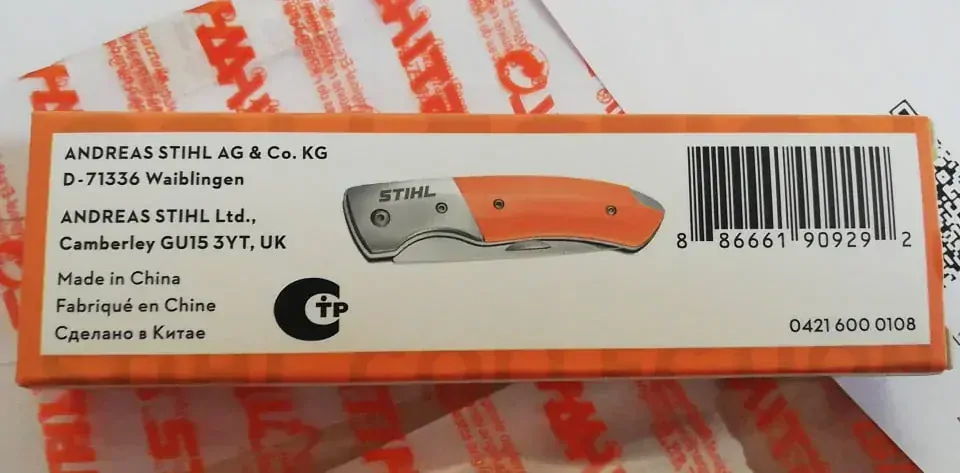 ANDREAS STIHL AG & Co. KG
D-71336 Waiblingen
ANDREAS STIHL Ltd.,
Camberley GU15 3YT, UK
Made in China
Fabriqué en Chine
Сделано в Китае
СТР
STIHL
8 86661 90929 2
0421 600 0108